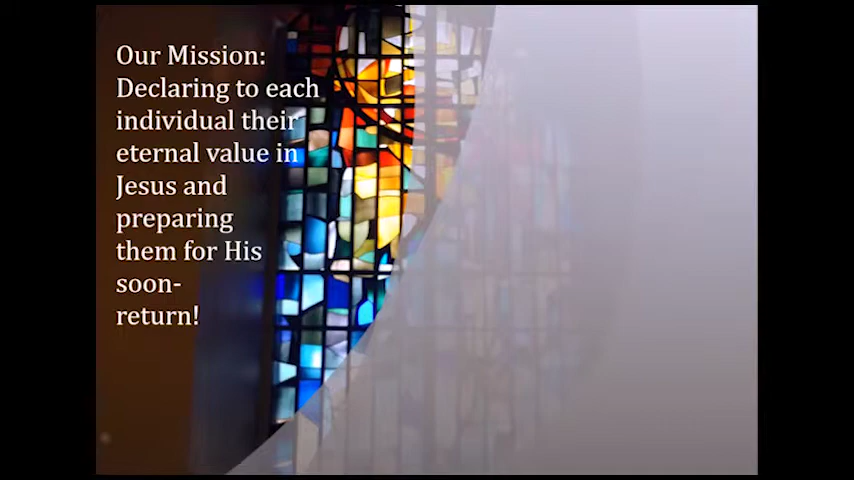 Our Mission:
Declaring to each
individual their
eternal value in
Jesus and
preparing
them for His
soon-
return!